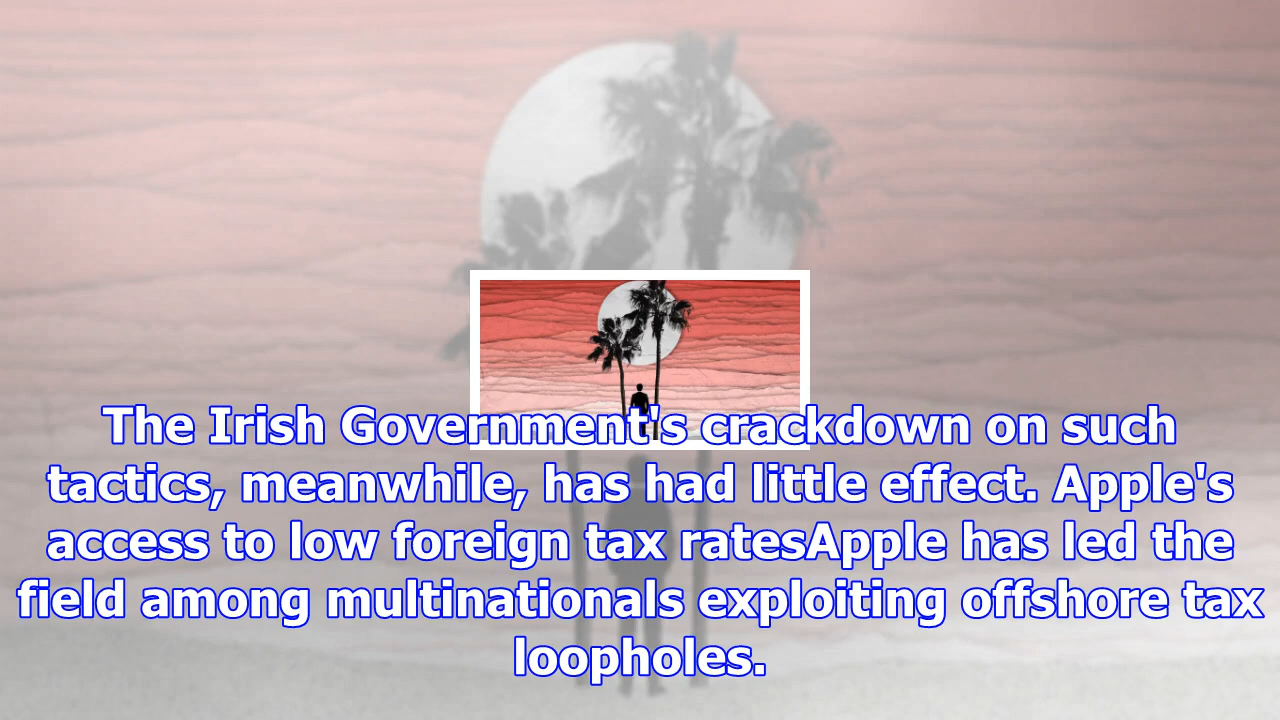 The Irish Government's crackdown on such
tactics, meanwhile, has had little effect. Apple's
access to low foreign tax ratesApple has led the
field among multinationals exploiting offshore tax
loopholes.